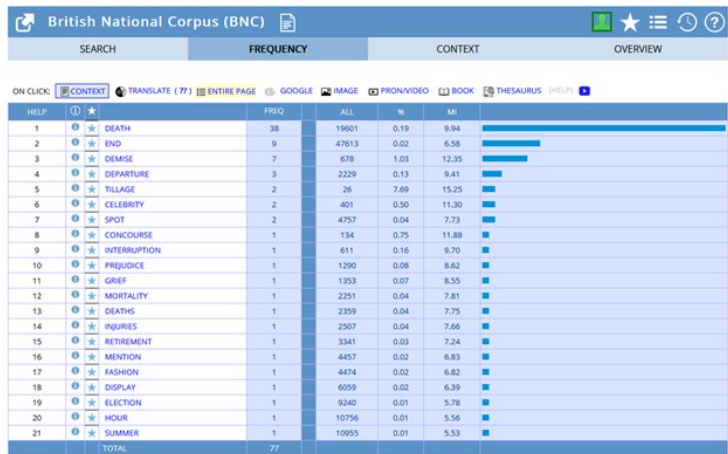 British National Corpus (BNC)
SEARCH FREQUENCY CONTEXT OVERVIEW
ON CLICK: CONTEXT TRANSLATE (??) ENTIRE PAGE GOOGLE IMAGE PRON/VIDEO BOOK THESAURUS (HELP)
HELP FREQ ALL % MI
1 DEATH 38 19601 0.19 9.94
2 END 9 47613 0.02 6.58
3 DEMISE 7 678 1.03 12.35
4 DEPARTURE 3 2229 0.13 9.41
5 TILLAGE 2 26 7.69 15.25
6 CELEBRITY 2 401 0.50 11.30
7 SPOT 2 4757 0.04 7.73
8 CONCOURSE 1 134 0.75 11.88
9 INTERRUPTION 1 611 0.16 9.70
10 PREJUDICE 1 1290 0.08 8.62
11 GRIEF 1 1353 0.07 8.55
12 MORTALITY 1 2251 0.04 7.81
13 DEATHS 1 2359 0.04 7.75
14 INJURIES 1 2507 0.04 7.66
15 RETIREMENT 1 3341 0.03 7.24
16 MENTION 1 4457 0.02 6.83
17 FASHION 1 4474 0.02 6.82
18 DISPLAY 1 6059 0.02 6.39
19 ELECTION 1 9240 0.01 5.78
20 HOUR 1 10756 0.01 5.56
21 SUMMER 1 10955 0.01 5.53
TOTAL 77